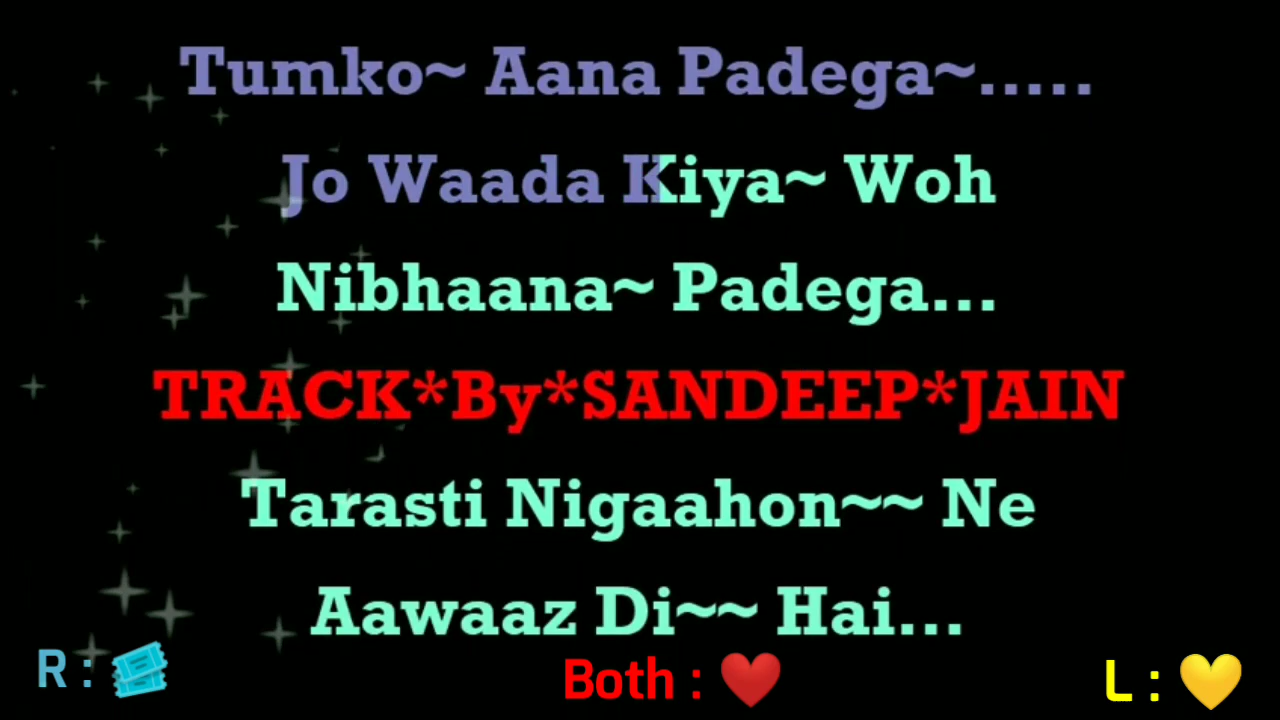 Tumko~ Aana Padega~.....
Jo Waada Kiya~ Woh
Nibhaana~ Padega...
TRACK*By*SANDEEP*JAIN
Tarasti Nigaahon~~ Ne
Aawaaz Di~~ Hai...
R : 🎟️ Both : ❤️ L : 💛